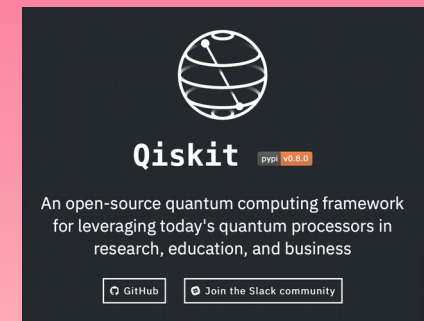 Qiskit pypi v0.8.0
An open-source quantum computing framework
for leveraging today's quantum processors in
research, education, and business
GitHub Join the Slack community